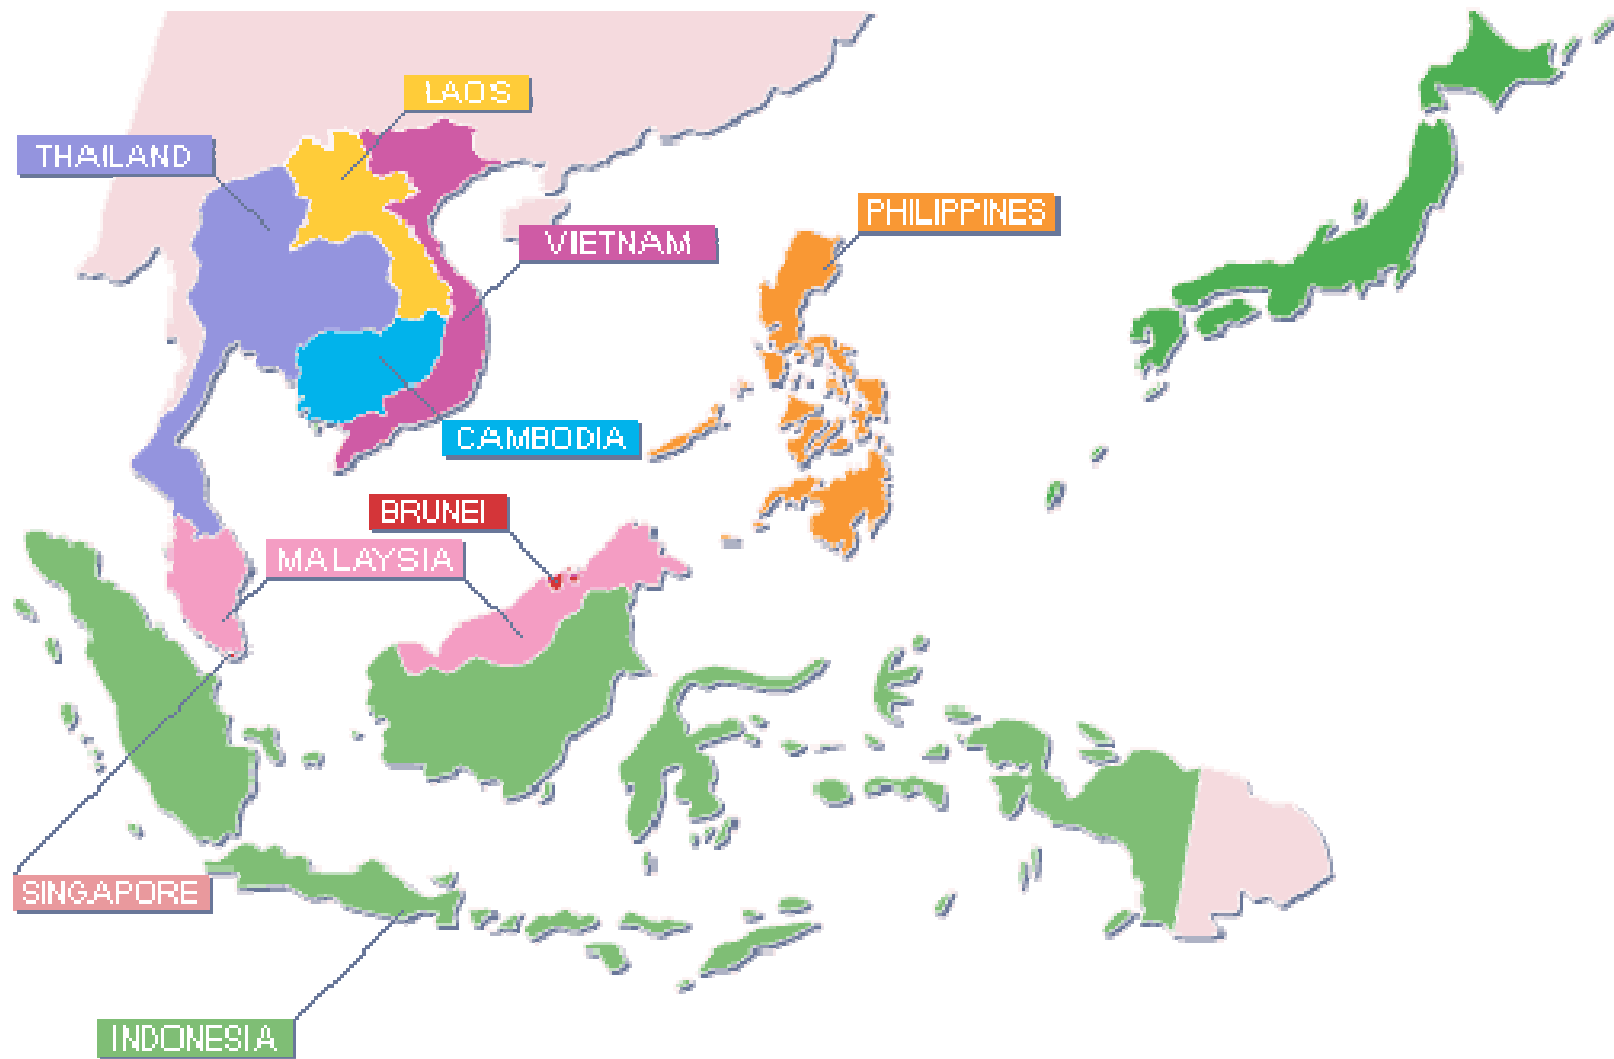 LAOS
THAILAND
PHILIPPINES
VIETNAM
CAMBODIA
BRUNEI
MALAYSIA
SINGAPORE
INDONESIA